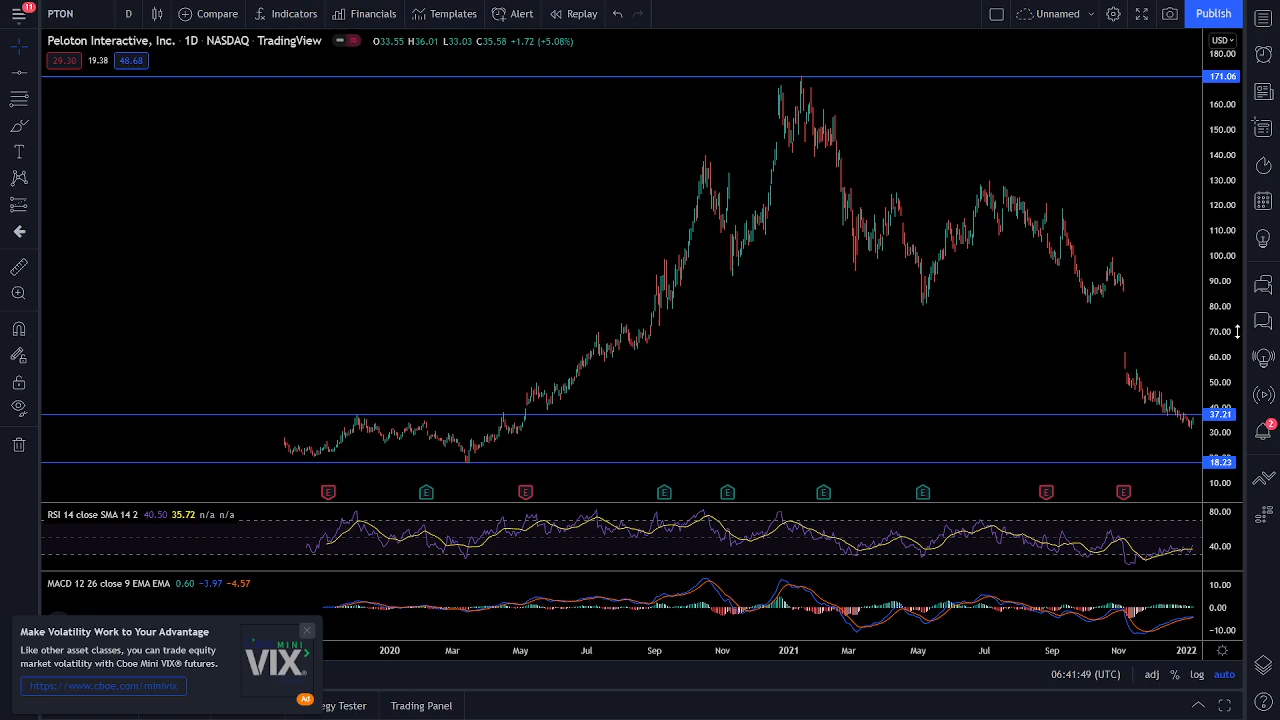 11
PTON
D
Compare
Indicators
Financials
Templates
Alert
Replay
Unnamed
Publish
Peloton Interactive, Inc. · 1D · NASDAQ · TradingView
O33.55 H36.01 L33.03 C35.58 +1.72 (+5.08%)
USD
29.30 19.38 48.68
180.00
171.06
160.00
150.00
140.00
130.00
120.00
110.00
100.00
90.00
80.00
70.00
60.00
50.00
37.21
30.00
18.23
10.00
E E E E E E E E E
RSI 14 close SMA 14 2 40.50 35.72 n/a n/a
80.00
40.00
MACD 12 26 close 9 EMA EMA 0.60 −3.97 −4.57
10.00
0.00
−10.00
2
Make Volatility Work to Your Advantage
Like other asset classes, you can trade equity
market volatility with Cboe Mini VIX® futures.
https://www.cboe.com/minivix
MINI
VIX
Ad
2020 Mar May Jul Sep Nov 2021 Mar May Jul Sep Nov 2022
06:41:49 (UTC) adj % log auto
egy Tester
Trading Panel